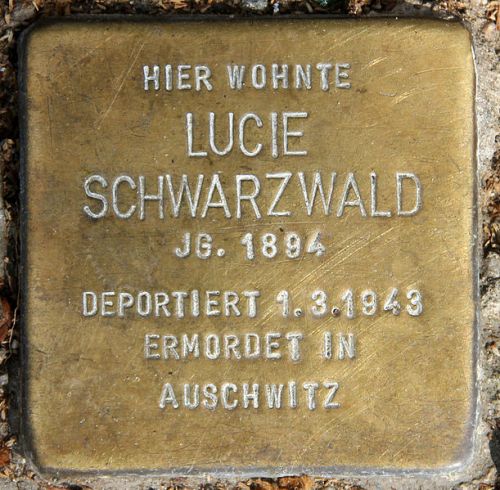 HIER WOHNTE
LUCIE
SCHWARZWALD
JG. 1894
DEPORTIERT 1.3.1943
ERMORDET IN
AUSCHWITZ